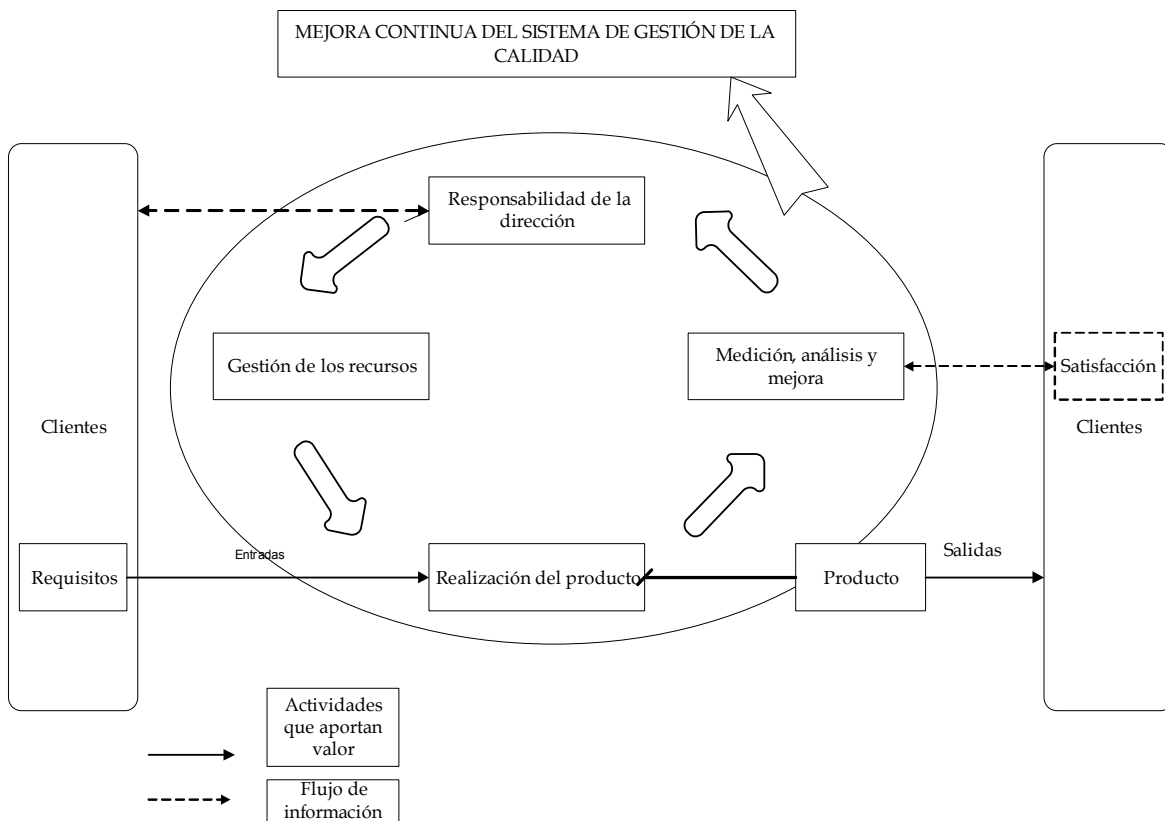 MEJORA CONTINUA DEL SISTEMA DE GESTIÓN DE LA
CALIDAD
Responsabilidad de la
dirección
Gestión de los recursos
Medición, análisis y
mejora
Satisfacción
Clientes
Clientes
Entradas
Salidas
Requisitos
Realización del producto
Producto
Actividades
que aportan
valor
Flujo de
información